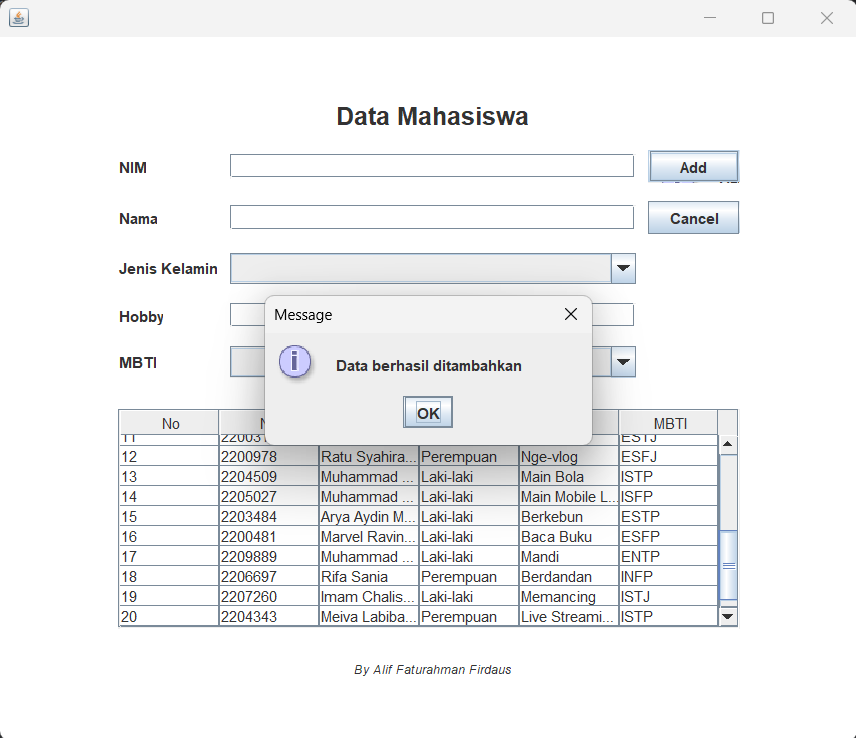 Data Mahasiswa
NIM
Add
Nama
Cancel
Jenis Kelamin
Hobby
MBTI
Message
Data berhasil ditambahkan
OK
No MBTI
11 ESTJ
12 2200978 Ratu Syahira... Perempuan Nge-vlog ESFJ
13 2204509 Muhammad ... Laki-laki Main Bola ISTP
14 2205027 Muhammad ... Laki-laki Main Mobile L... ISFP
15 2203484 Arya Aydin M... Laki-laki Berkebun ESTP
16 2200481 Marvel Ravin... Laki-laki Baca Buku ESFP
17 2209889 Muhammad ... Laki-laki Mandi ENTP
18 2206697 Rifa Sania Perempuan Berdandan INFP
19 2207260 Imam Chalis... Laki-laki Memancing ISTJ
20 2204343 Meiva Labiba... Perempuan Live Streami... ISTP
By Alif Faturahman Firdaus